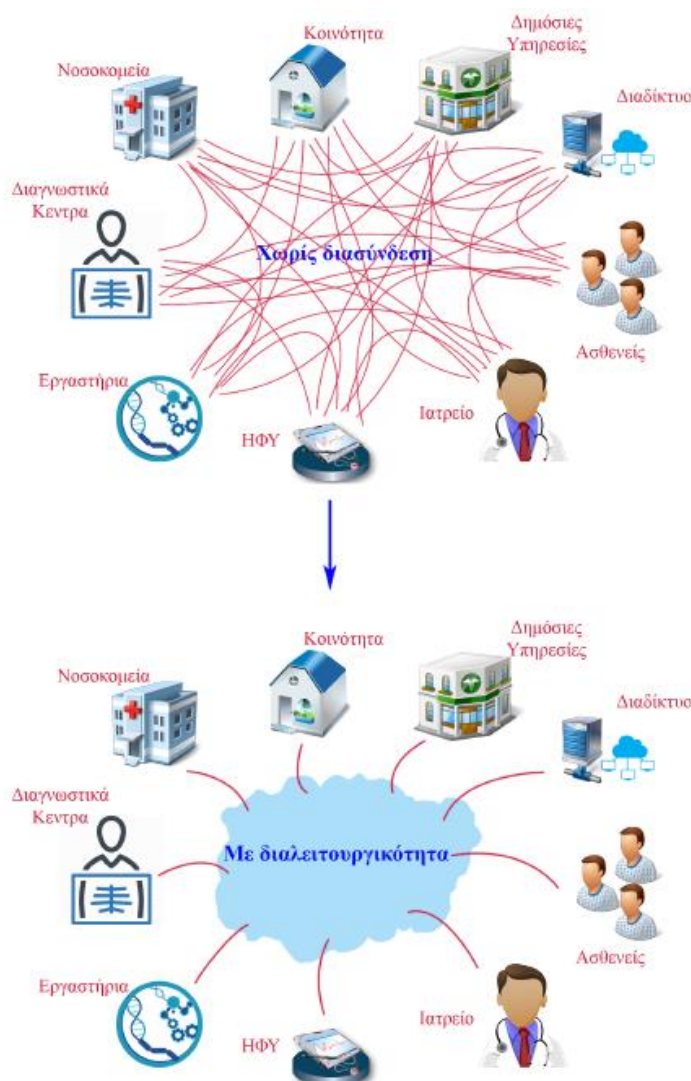 Κοινότητα
Δημόσιες
Υπηρεσίες
Νοσοκομεία
Διαδίκτυο
Διαγνωστικά
Κεντρα
Χωρίς διασύνδεση
Ασθενείς
Εργαστήρια
Ιατρείο
ΗΦΥ
Κοινότητα
Δημόσιες
Υπηρεσίες
Νοσοκομεία
Διαδίκτυο
Διαγνωστικά
Κεντρα
Με διαλειτουργικότητα
Ασθενείς
Εργαστήρια
Ιατρείο
ΗΦΥ